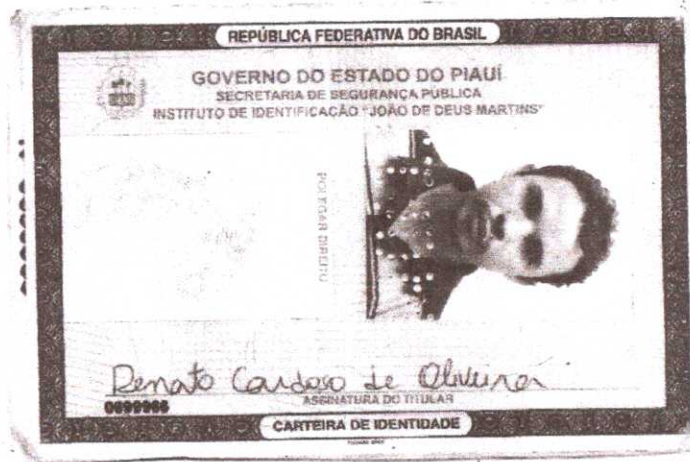 REPÚBLICA FEDERATIVA DO BRASIL
GOVERNO DO ESTADO DO PIAUÍ
SECRETARIA DE SEGURANÇA PÚBLICA
INSTITUTO DE IDENTIFICAÇÃO "JOÃO DE DEUS MARTINS"
POLEGAR DIREITO
Renato Cardoso de Oliveira
ASSINATURA DO TITULAR
CARTEIRA DE IDENTIDADE